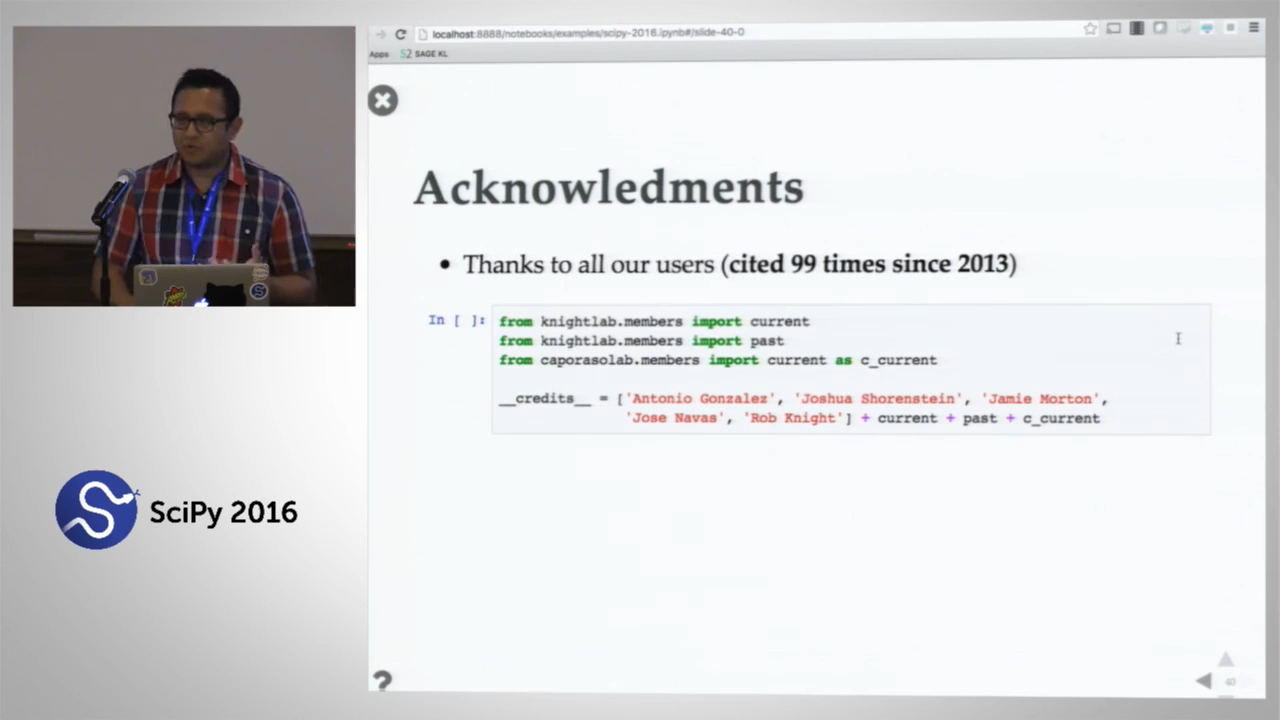 localhost:8888/notebooks/examples/scipy-2016.ipynb#/slide-40-0
Apps S2 SAGE KL
Acknowledments
• Thanks to all our users (cited 99 times since 2013)
In [ ]: from knightlab.members import current
from knightlab.members import past
from caporasolab.members import current as c_current
__credits__ = ['Antonio Gonzalez', 'Joshua Shorenstein', 'Jamie Morton',
'Jose Navas', 'Rob Knight'] + current + past + c_current
SciPy 2016
?
40